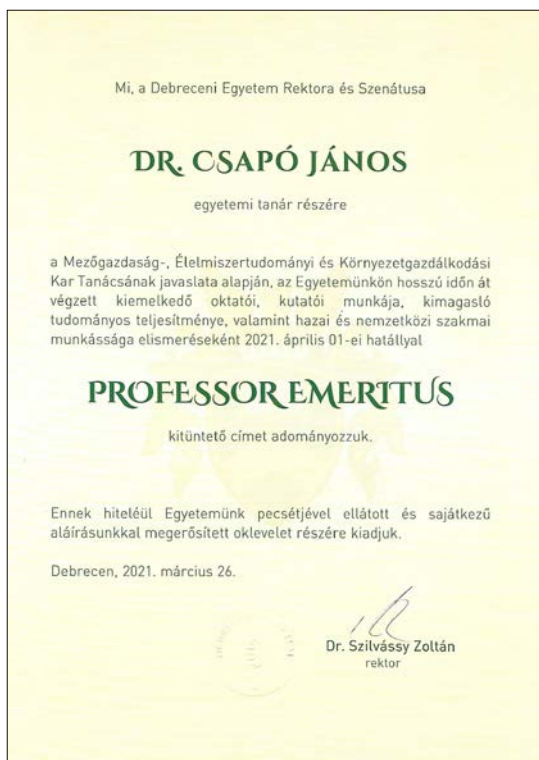 Mi, a Debreceni Egyetem Rektora és Szenátusa
DR. CSAPÓ JÁNOS
egyetemi tanár részére
a Mezőgazdaság-, Élelmiszertudományi és Környezetgazdálkodási
Kar Tanácsának javaslata alapján, az Egyetemünkön hosszú időn át
végzett kiemelkedő oktatói, kutatói munkája, kimagasló
tudományos teljesítménye, valamint hazai és nemzetközi szakmai
munkássága elismeréseként 2021. április 01-ei hatállyal
PROFESSOR EMERITUS
kitüntető címet adományozzuk.
Ennek hiteléül Egyetemünk pecsétjével ellátott és sajátkezű
aláírásunkkal megerősített oklevelet részére kiadjuk.
Debrecen, 2021. március 26.
Dr. Szilvássy Zoltán
rektor